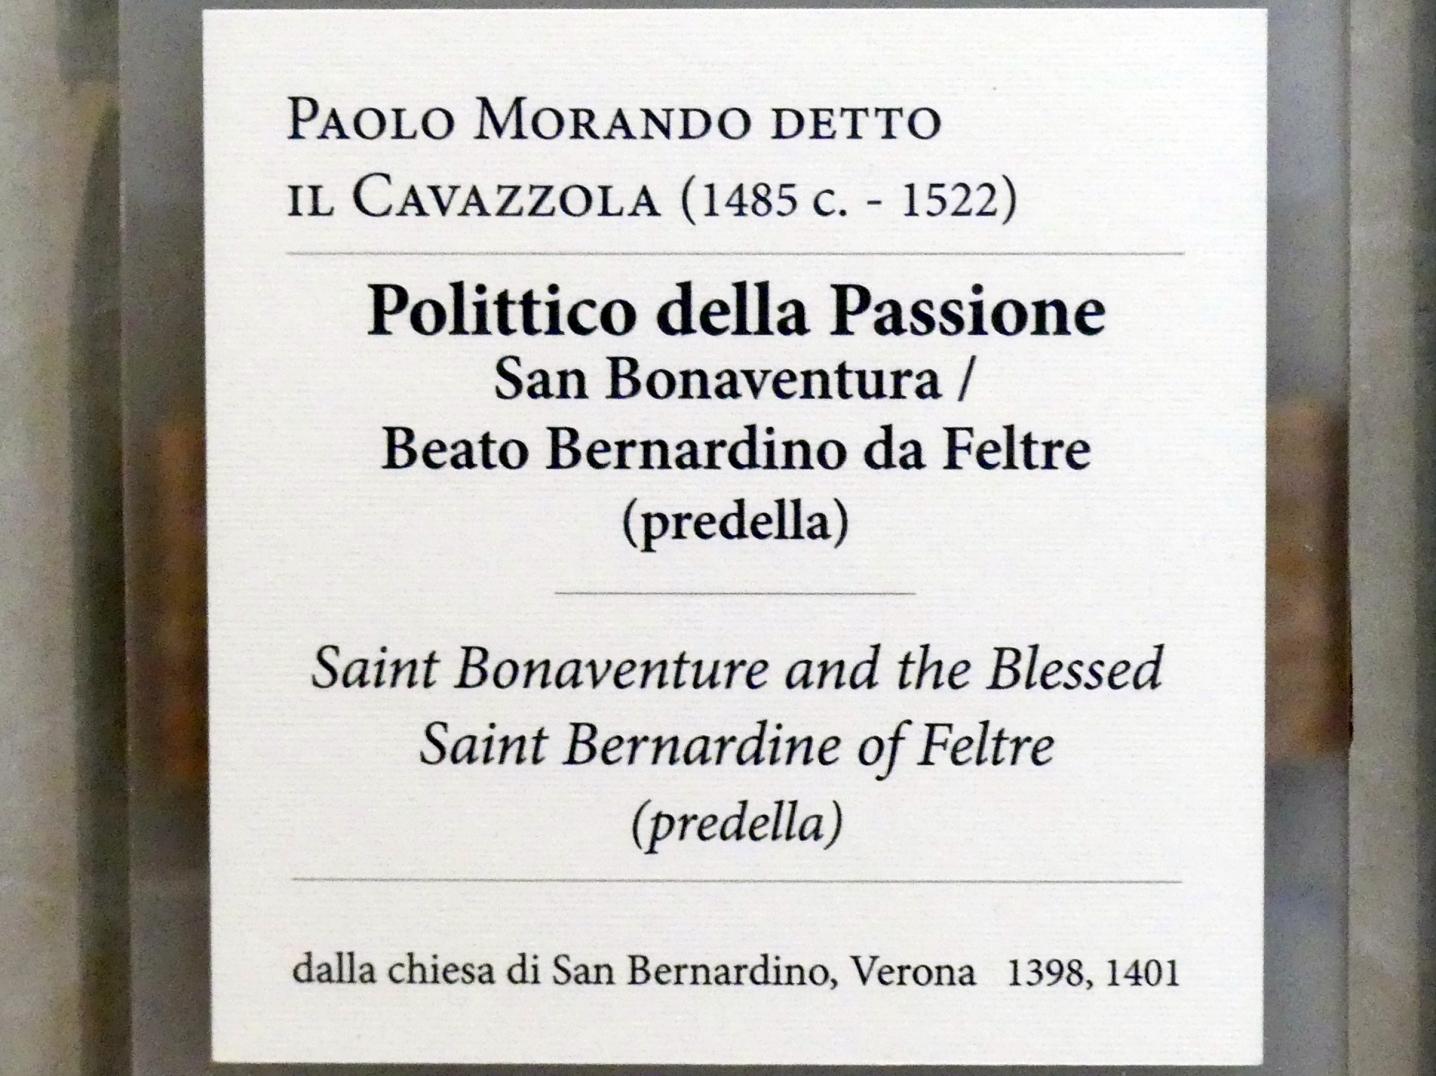 Paolo Morando detto
il Cavazzola (1485 c. - 1522)
Polittico della Passione
San Bonaventura /
Beato Bernardino da Feltre
(predella)
Saint Bonaventure and the Blessed
Saint Bernardine of Feltre
(predella)
dalla chiesa di San Bernardino, Verona 1398, 1401